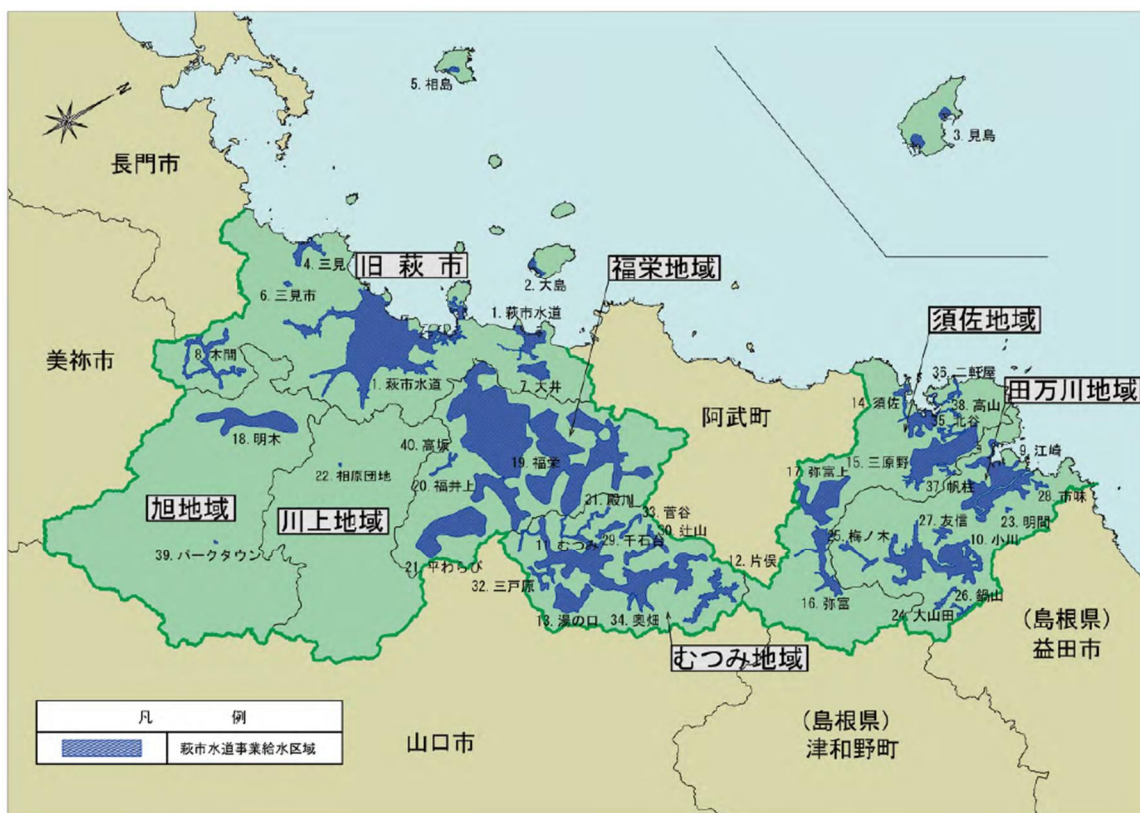 5. 相島
3. 見島
N
長門市
4. 三見
旧萩市
2. 大島
福栄地域
6. 三見市
1. 萩市水道
須佐地域
美祢市
8. 木間
36. 二軒屋
田万川地域
1. 萩市水道
7. 大井
阿武町
14. 須佐
38. 高山
35. 北谷
18. 明木
40. 高坂
9. 江崎
19. 福栄
15. 三原野
22. 相原団地
17. 弥富上
37. 帆柱
20. 福井上
28. 市味
31. 殿川
旭地域
川上地域
33. 菅谷
27. 友信
23. 明間
30. 辻山
29. 千石台
25. 梅ノ木
10. 小川
11. むつみ
39. パークタウン
12. 片俣
21. 平わらび
32. 三戸原
16. 弥富
26. 鍋山
13. 湯の口
34. 奥畑
24. 大山田
(島根県)
益田市
むつみ地域
凡 例
萩市水道事業給水区域
山口市
(島根県)
津和野町